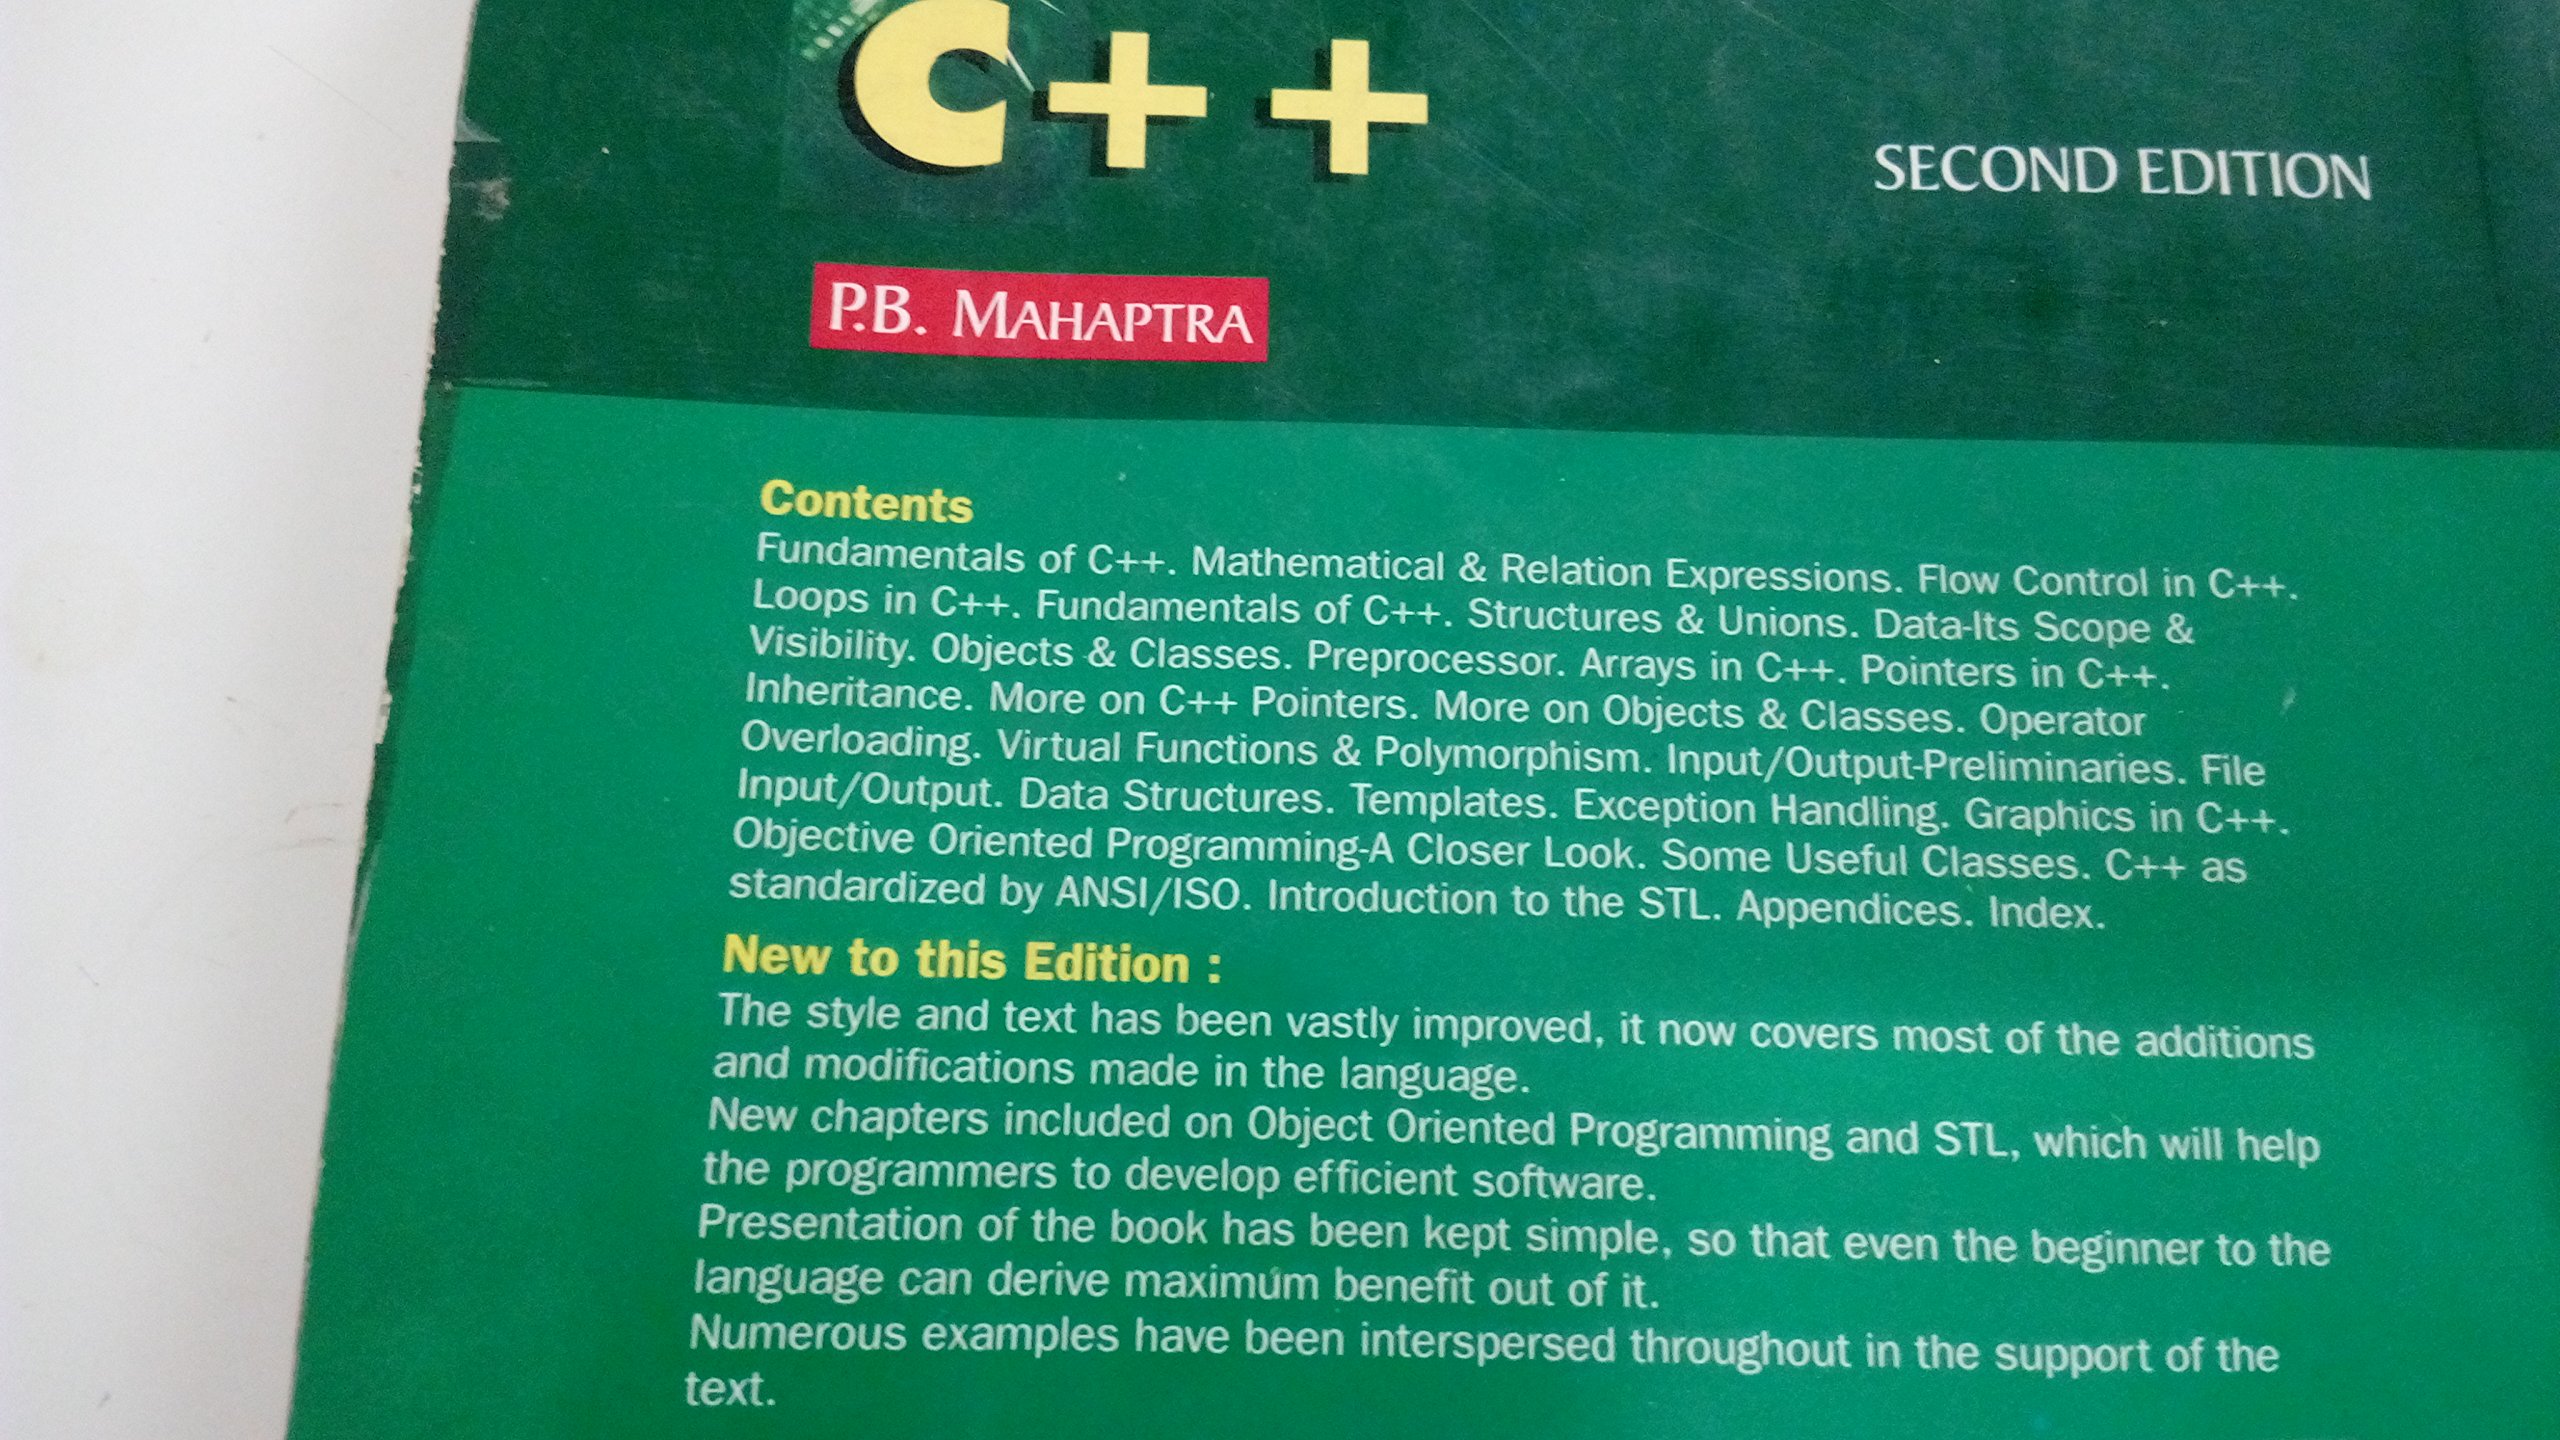 C++
SECOND EDITION
P.B. MAHAPTRA
Contents
Fundamentals of C++. Mathematical & Relation Expressions. Flow Control in C++.
Loops in C++. Fundamentals of C++. Structures & Unions. Data-Its Scope &
Visibility. Objects & Classes. Preprocessor. Arrays in C++. Pointers in C++.
Inheritance. More on C++ Pointers. More on Objects & Classes. Operator
Overloading. Virtual Functions & Polymorphism. Input/Output-Preliminaries. File
Input/Output. Data Structures. Templates. Exception Handling. Graphics in C++.
Objective Oriented Programming-A Closer Look. Some Useful Classes. C++ as
standardized by ANSI/ISO. Introduction to the STL. Appendices. Index.
New to this Edition :
The style and text has been vastly improved, it now covers most of the additions
and modifications made in the language.
New chapters included on Object Oriented Programming and STL, which will help
the programmers to develop efficient software.
Presentation of the book has been kept simple, so that even the beginner to the
language can derive maximum benefit out of it.
Numerous examples have been interspersed throughout in the support of the
text.